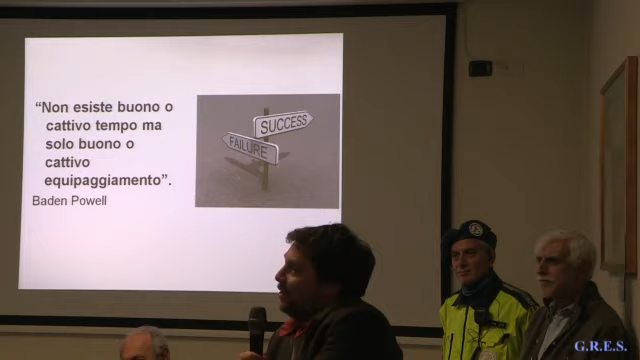 “Non esiste buono o
cattivo tempo ma
solo buono o
cattivo
equipaggiamento”.
Baden Powell
SUCCESS
FAILURE
G.R.E.S.